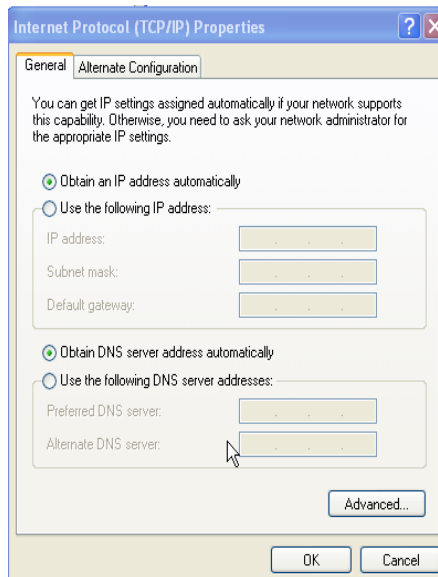 Internet Protocol (TCP/IP) Properties
General Alternate Configuration
You can get IP settings assigned automatically if your network supports
this capability. Otherwise, you need to ask your network administrator for
the appropriate IP settings.
Obtain an IP address automatically
Use the following IP address:
IP address:
Subnet mask:
Default gateway:
Obtain DNS server address automatically
Use the following DNS server addresses:
Preferred DNS server:
Alternate DNS server:
Advanced...
OK Cancel